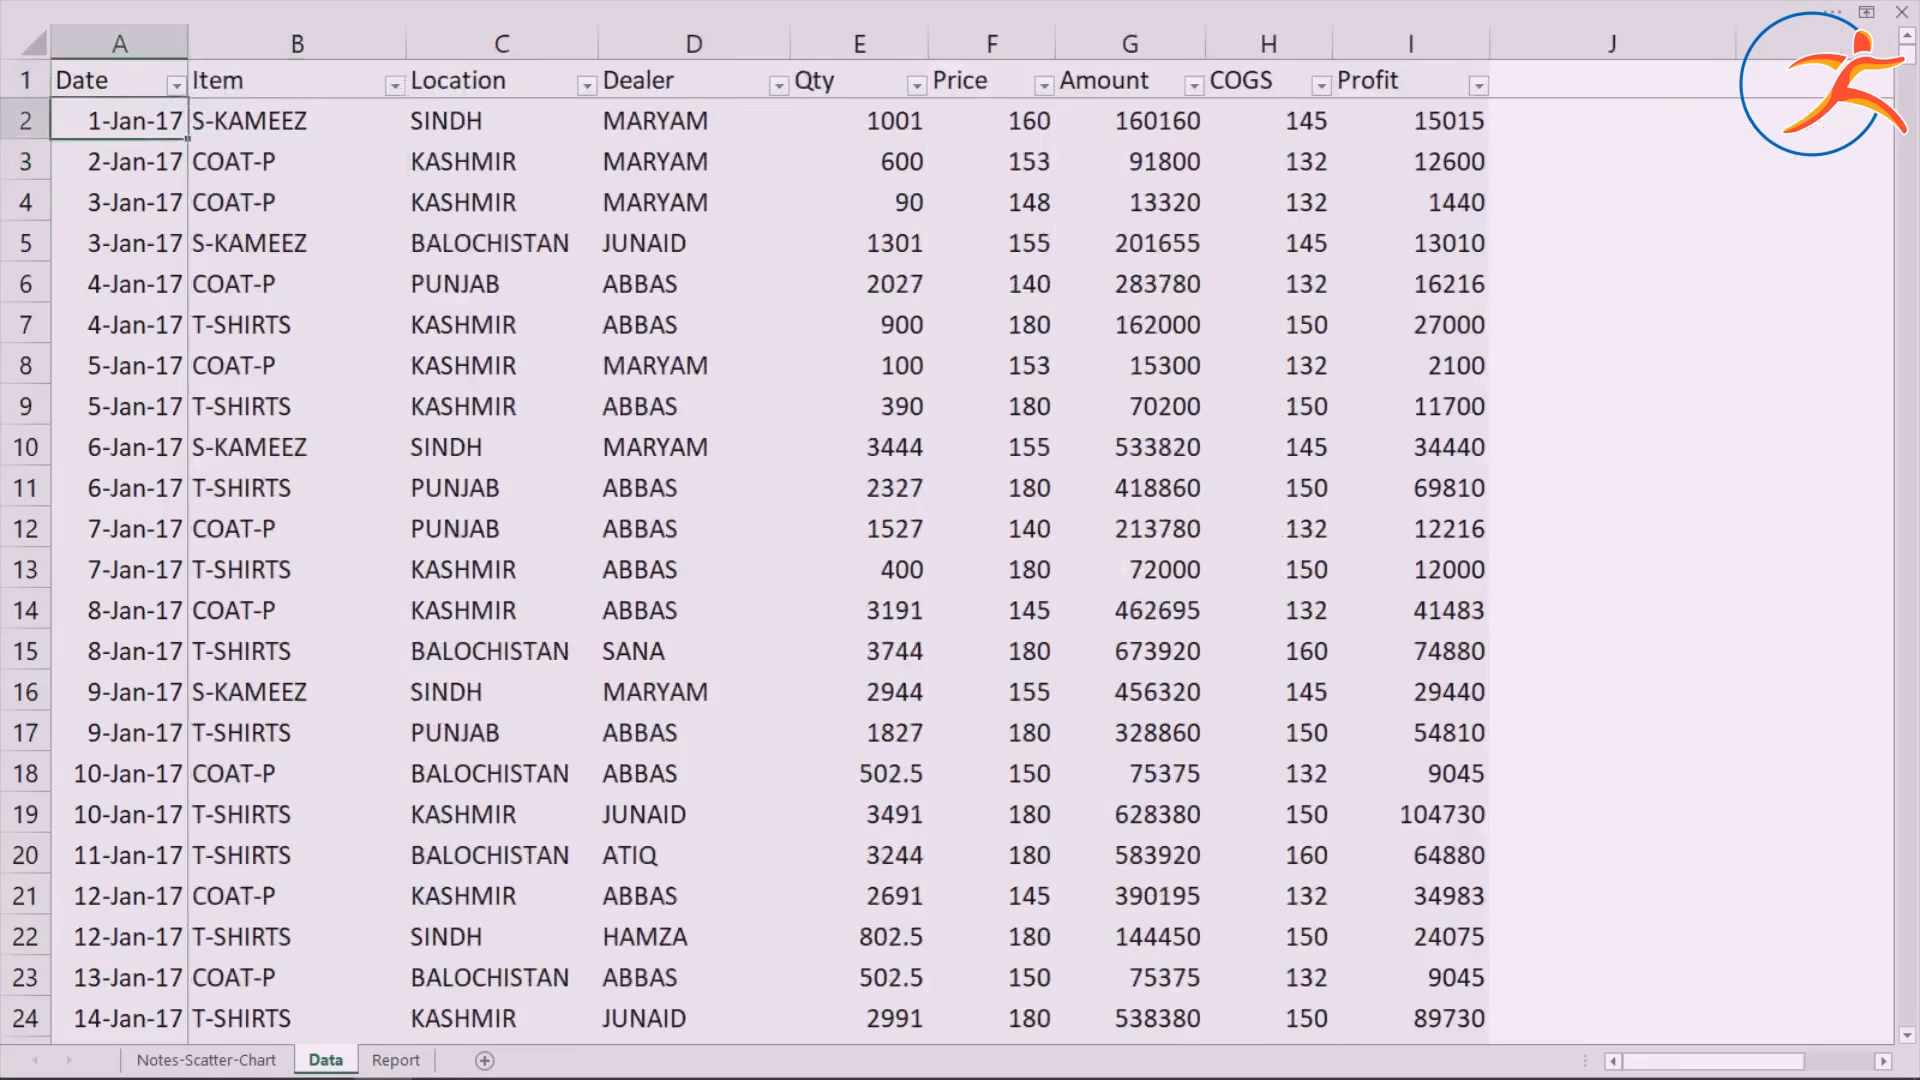 A B C D E F G H I J
1 Date Item Location Dealer Qty Price Amount COGS Profit
2 1-Jan-17 S-KAMEEZ SINDH MARYAM 1001 160 160160 145 15015
3 2-Jan-17 COAT-P KASHMIR MARYAM 600 153 91800 132 12600
4 3-Jan-17 COAT-P KASHMIR MARYAM 90 148 13320 132 1440
5 3-Jan-17 S-KAMEEZ BALOCHISTAN JUNAID 1301 155 201655 145 13010
6 4-Jan-17 COAT-P PUNJAB ABBAS 2027 140 283780 132 16216
7 4-Jan-17 T-SHIRTS KASHMIR ABBAS 900 180 162000 150 27000
8 5-Jan-17 COAT-P KASHMIR MARYAM 100 153 15300 132 2100
9 5-Jan-17 T-SHIRTS KASHMIR ABBAS 390 180 70200 150 11700
10 6-Jan-17 S-KAMEEZ SINDH MARYAM 3444 155 533820 145 34440
11 6-Jan-17 T-SHIRTS PUNJAB ABBAS 2327 180 418860 150 69810
12 7-Jan-17 COAT-P PUNJAB ABBAS 1527 140 213780 132 12216
13 7-Jan-17 T-SHIRTS KASHMIR ABBAS 400 180 72000 150 12000
14 8-Jan-17 COAT-P KASHMIR ABBAS 3191 145 462695 132 41483
15 8-Jan-17 T-SHIRTS BALOCHISTAN SANA 3744 180 673920 160 74880
16 9-Jan-17 S-KAMEEZ SINDH MARYAM 2944 155 456320 145 29440
17 9-Jan-17 T-SHIRTS PUNJAB ABBAS 1827 180 328860 150 54810
18 10-Jan-17 COAT-P BALOCHISTAN ABBAS 502.5 150 75375 132 9045
19 10-Jan-17 T-SHIRTS KASHMIR JUNAID 3491 180 628380 150 104730
20 11-Jan-17 T-SHIRTS BALOCHISTAN ATIQ 3244 180 583920 160 64880
21 12-Jan-17 COAT-P KASHMIR ABBAS 2691 145 390195 132 34983
22 12-Jan-17 T-SHIRTS SINDH HAMZA 802.5 180 144450 150 24075
23 13-Jan-17 COAT-P BALOCHISTAN ABBAS 502.5 150 75375 132 9045
24 14-Jan-17 T-SHIRTS KASHMIR JUNAID 2991 180 538380 150 89730
Notes-Scatter-Chart Data Report